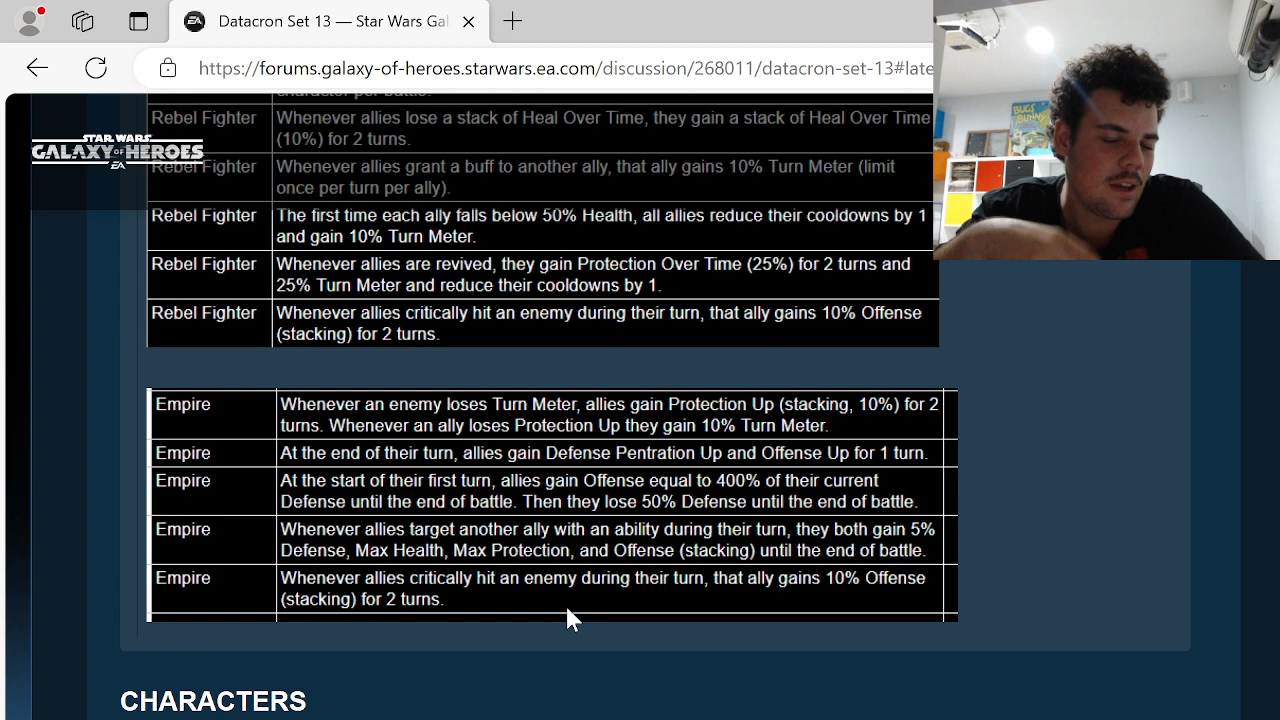 Datacron Set 13 — Star Wars Gal
https://forums.galaxy-of-heroes.starwars.ea.com/discussion/268011/datacron-set-13#late
character per battle.
Rebel Fighter Whenever allies lose a stack of Heal Over Time, they gain a stack of Heal Over Time
(10%) for 2 turns.
STAR WARS
GALAXY OF HEROES
EA
Rebel Fighter Whenever allies grant a buff to another ally, that ally gains 10% Turn Meter (limit
once per turn per ally).
Rebel Fighter The first time each ally falls below 50% Health, all allies reduce their cooldowns by 1
and gain 10% Turn Meter.
Rebel Fighter Whenever allies are revived, they gain Protection Over Time (25%) for 2 turns and
25% Turn Meter and reduce their cooldowns by 1.
Rebel Fighter Whenever allies critically hit an enemy during their turn, that ally gains 10% Offense
(stacking) for 2 turns.
Empire Whenever an enemy loses Turn Meter, allies gain Protection Up (stacking, 10%) for 2
turns. Whenever an ally loses Protection Up they gain 10% Turn Meter.
Empire At the end of their turn, allies gain Defense Pentration Up and Offense Up for 1 turn.
Empire At the start of their first turn, allies gain Offense equal to 400% of their current
Defense until the end of battle. Then they lose 50% Defense until the end of battle.
Empire Whenever allies target another ally with an ability during their turn, they both gain 5%
Defense, Max Health, Max Protection, and Offense (stacking) until the end of battle.
Empire Whenever allies critically hit an enemy during their turn, that ally gains 10% Offense
(stacking) for 2 turns.
CHARACTERS
BUGS
BUNNY